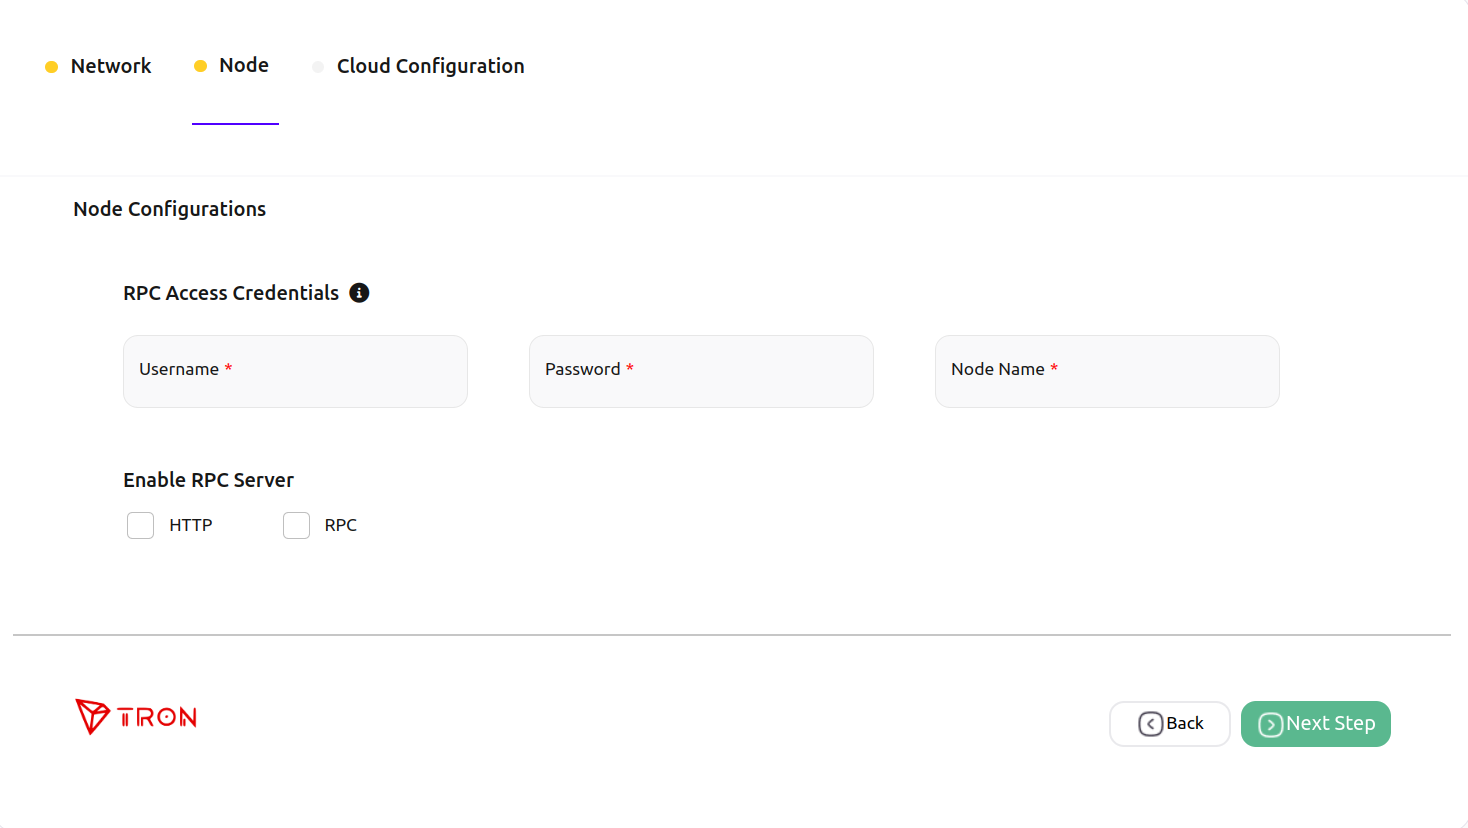 Network
Node
Cloud Configuration
Node Configurations
RPC Access Credentials
Username *
Password *
Node Name *
Enable RPC Server
HTTP
RPC
TRON
Back
Next Step